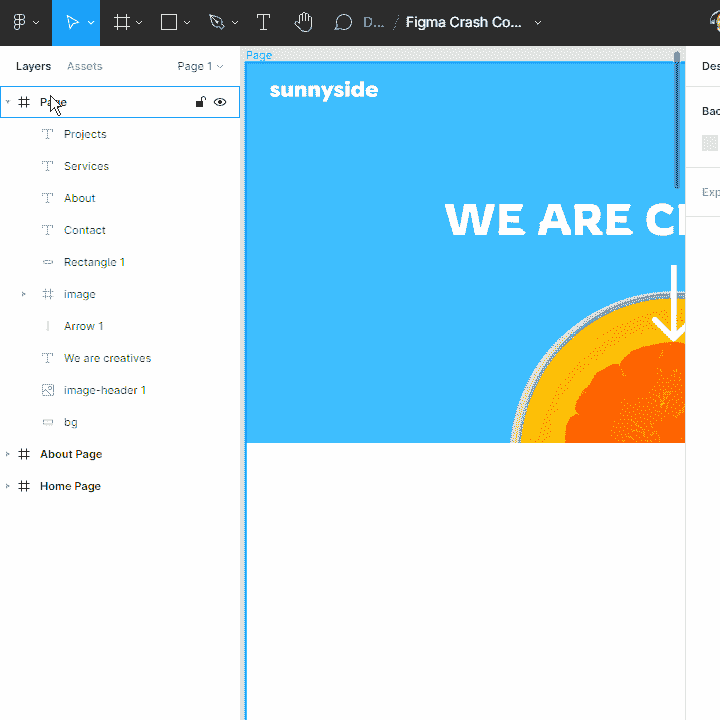 D... / Figma Crash Co...
Layers Assets Page 1
Page
Projects
Services
About
Contact
Rectangle 1
image
Arrow 1
We are creatives
image-header 1
bg
About Page
Home Page
Page
sunnyside
WE ARE C
Des
Bac
Exp